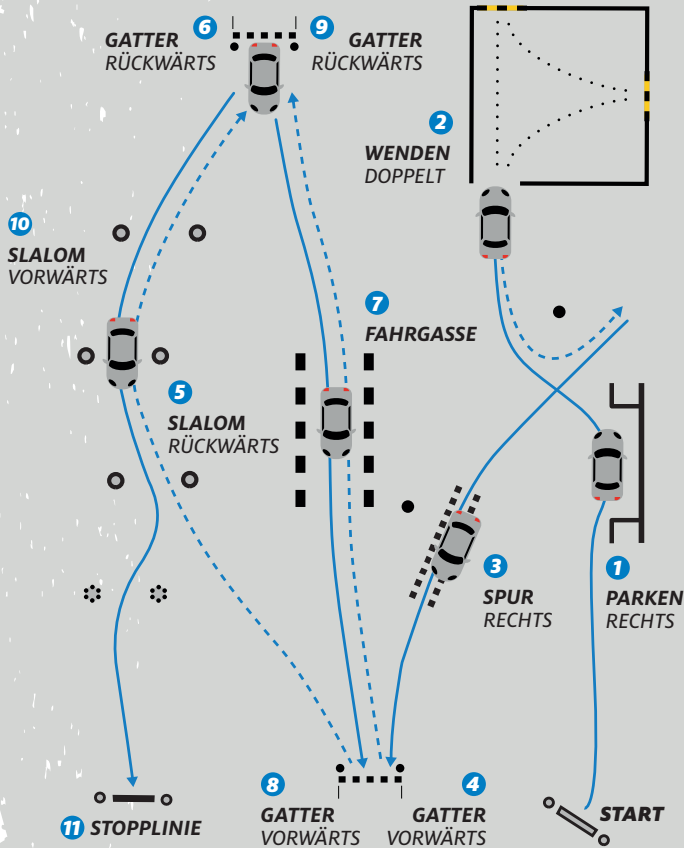 6 9
GATTER GATTER
RÜCKWÄRTS RÜCKWÄRTS
2
WENDEN
DOPPELT
10
SLALOM
VORWÄRTS
7
FAHRGASSE
5
SLALOM
RÜCKWÄRTS
3 1
SPUR PARKEN
RECHTS RECHTS
8 4
GATTER GATTER
VORWÄRTS VORWÄRTS
START
11 STOPPLINIE